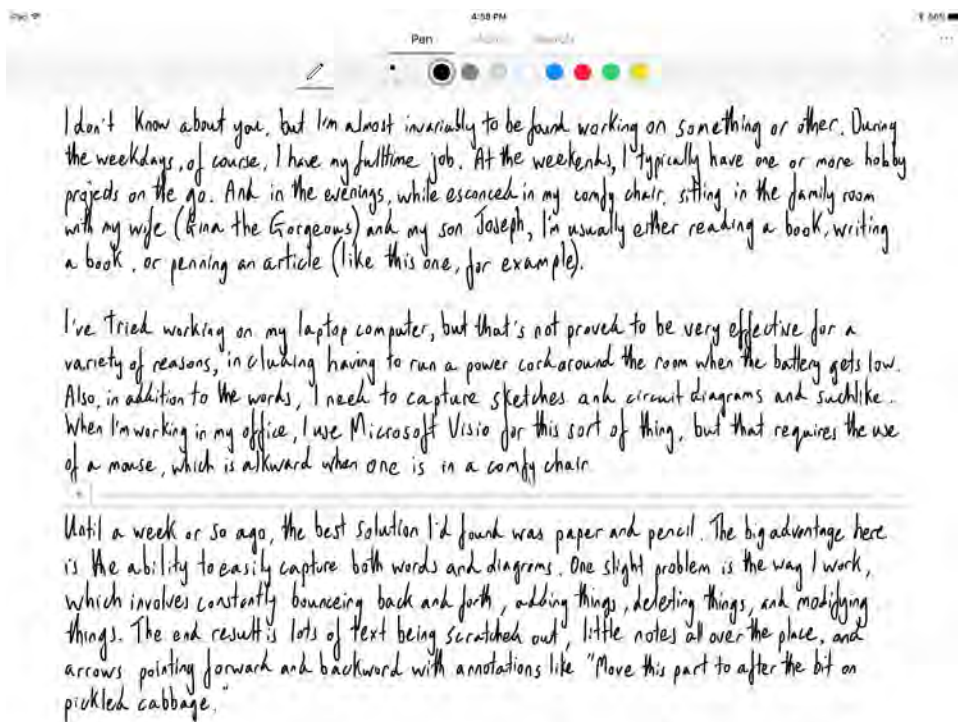 iPad
4:58 PM
Pen
I don't know about you, but I'm almost invariably to be found working on something or other. During
the weekdays, of course, I have my fulltime job. At the weekends, I typically have one or more hobby
projects on the go. And in the evenings, while esconced in my comfy chair, sitting in the family room
with my wife (Gina the Gorgeous) and my son Joseph, I'm usually either reading a book, writing
a book, or penning an article (like this one, for example).
I've tried working on my laptop computer, but that's not proved to be very effective for a
variety of reasons, including having to run a power cord around the room when the battery gets low.
Also, in addition to the words, I need to capture sketches and circuit diagrams and suchlike.
When I'm working in my office, I use Microsoft Visio for this sort of thing, but that requires the use
of a mouse, which is alkward when one is in a comfy chair.
Until a week or so ago, the best solution I'd found was paper and pencil. The big advantage here
is the ability to easily capture both words and diagrams. One slight problem is the way I work,
which involves constantly bounceing back and forth, adding things, deleting things, and modifying
things. The end result is lots of text being scratched out, little notes all over the place, and
arrows pointing forward and backword with annotations like "Move this part to after the bit on
pickled cabbage."